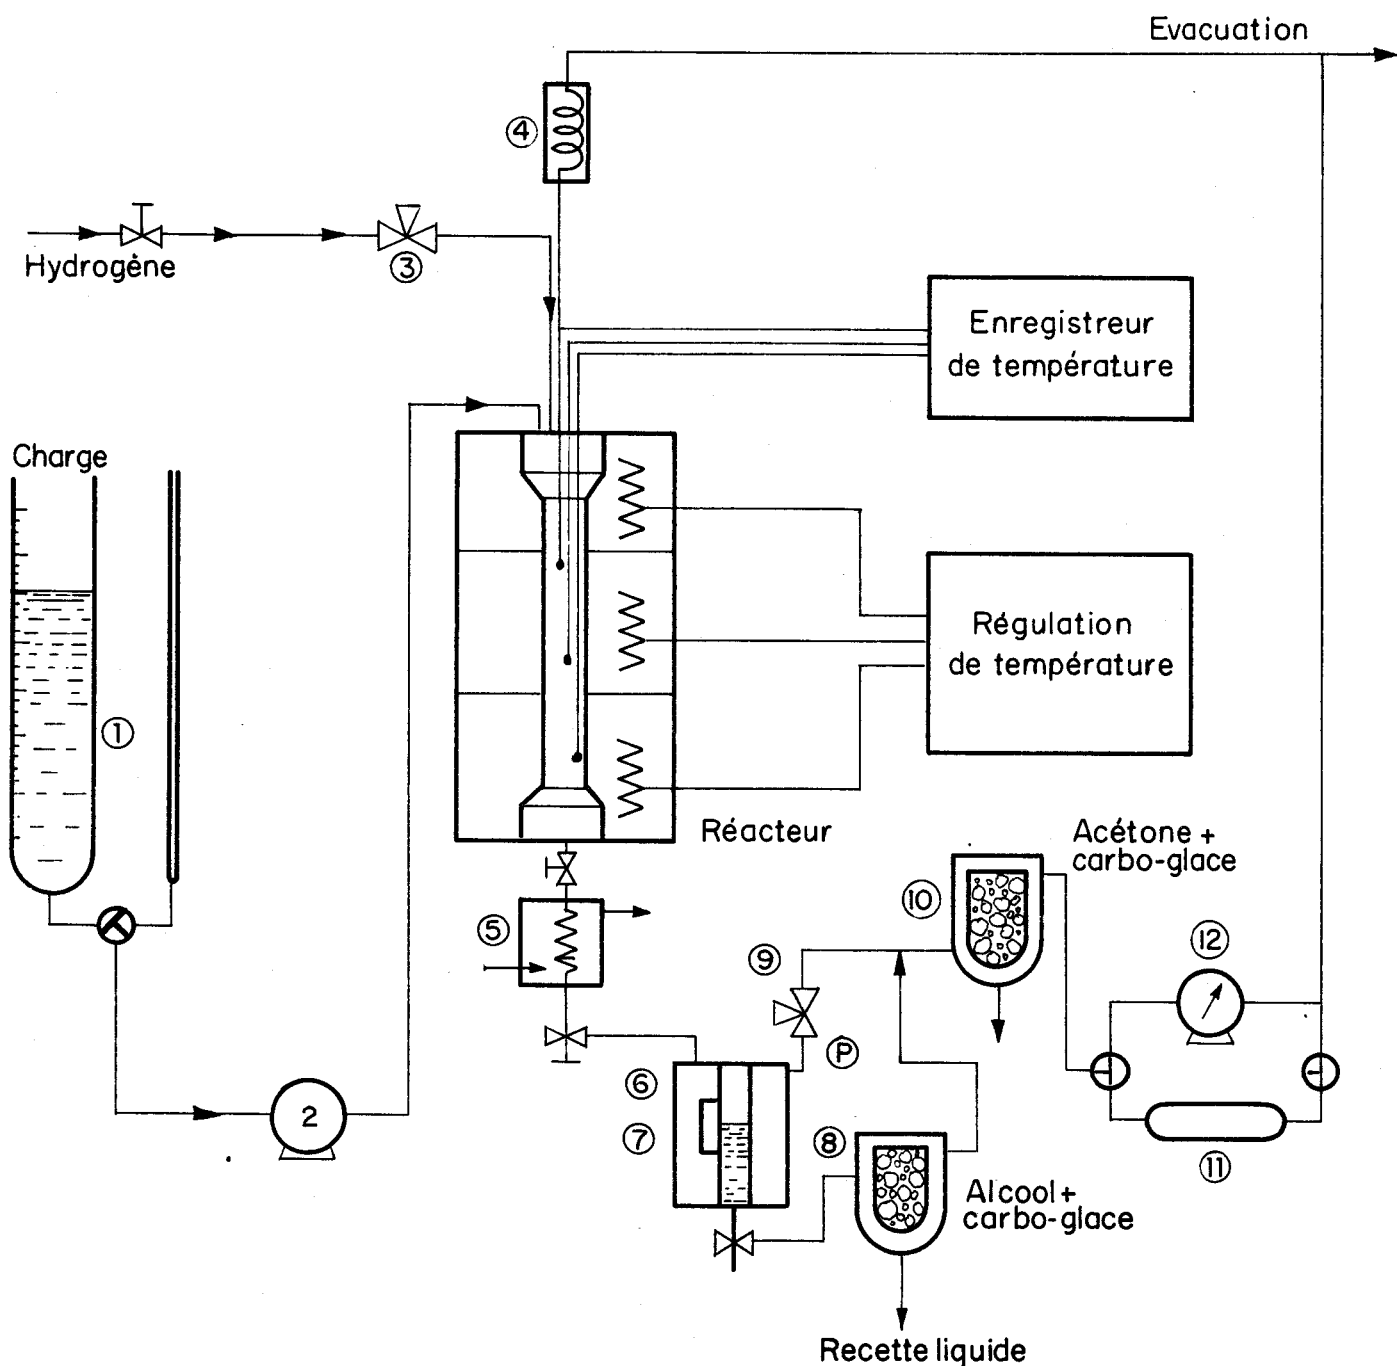 Evacuation
④
Hydrogène
③
Enregistreur
de température
Charge
①
Régulation
de température
Réacteur
Acétone +
carbo-glace
⑩
⑤
⑨
⑫
Ⓟ
⑥
2
⑦
⑧
⑪
Alcool +
carbo-glace
Recette liquide